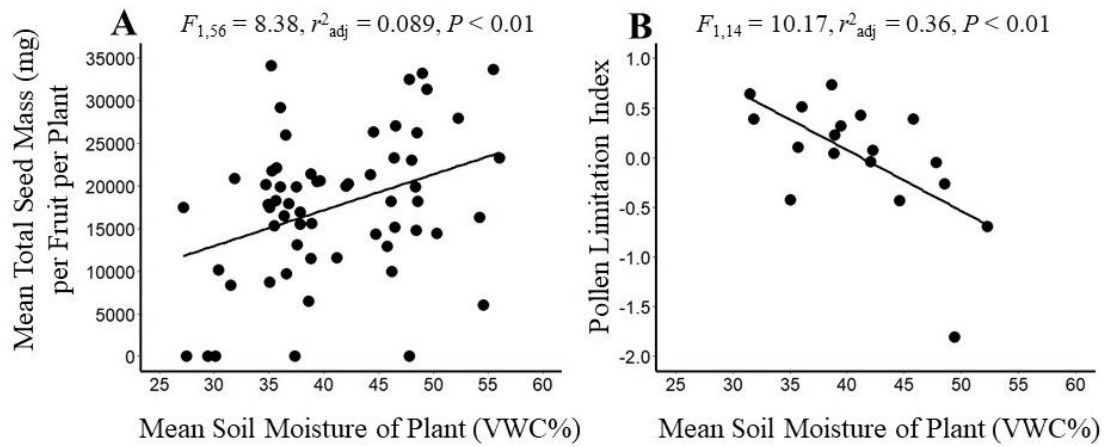 A
F1,56 = 8.38, r²adj = 0.089, P < 0.01
Mean Total Seed Mass (mg)
per Fruit per Plant
35000
30000
25000
20000
15000
10000
5000
0
25 30 35 40 45 50 55 60
Mean Soil Moisture of Plant (VWC%)
B
F1,14 = 10.17, r²adj = 0.36, P < 0.01
Pollen Limitation Index
1.0
0.5
0.0
-0.5
-1.0
-1.5
-2.0
25 30 35 40 45 50 55 60
Mean Soil Moisture of Plant (VWC%)